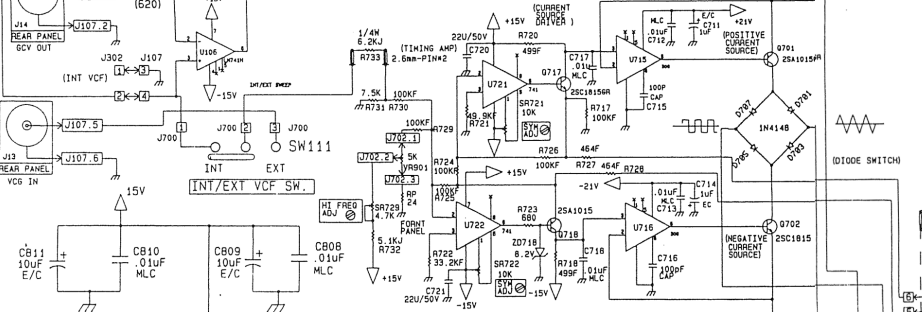 J14
J107.2
REAR PANEL
GCV OUT
(620)
J302 J107
1 3
(INT VCF)
2 4
U106
-15V
J13
J107.5
J107.6
REAR PANEL
VCG IN
INT/EXT SWEEP
J700 J700 J700
1 2 3
SW111
INT EXT
INT/EXT VCF SW.
15V
C811
10uF
E/C
C810
.01uF
MLC
C809
10uF
E/C
C808
.01uF
MLC
1/4W
6.2KJ
R733
(TIMING AMP)
2.6mm-PIN*2
7.5K 100KF
R731 R730
100KF
R729
J702.1
J702.2
5K
VR901
J702.3
RP
24
FORNT
PANEL
HI FREQ
ADJ
SR729
4.7K
5.1KJ
R732
+15V
R724
100KF
100KF
R725
(CURRENT
SOURCE
DRIVER )
+15V
22U/50V
C720
R720
499F
U721
741
Q717
2SC1815GR
49.9KF
R721
SR721
10K
SYM
ADJ
-15V
R717
100KF
R726
100KF
464F
R727 464F
R728
+15V
U722
741
R723
680
2SA1015
Q718
ZD718
8.2V
R722
33.2KF
SR722
10K
SYM
ADJ
-15V
-15V
C721
22U/50V
R718
499F
C718
.01uF
MLC
C717
.01u
MLC
U715
100P
CAP
C715
MLC
.01uF
C712
E/C
C711
1uF
+21V
(POSITIVE
CURRENT
SOURCE)
Q701
2SA1015GR
D707 D701
1N4148
D705 D703
(DIODE SWITCH)
-21V
.01uF
MLC
C713
C714
1uF
EC
U716
C716
100pF
CAP
(NEGATIVE
CURRENT
SOURCE)
Q702
2SC1815
6